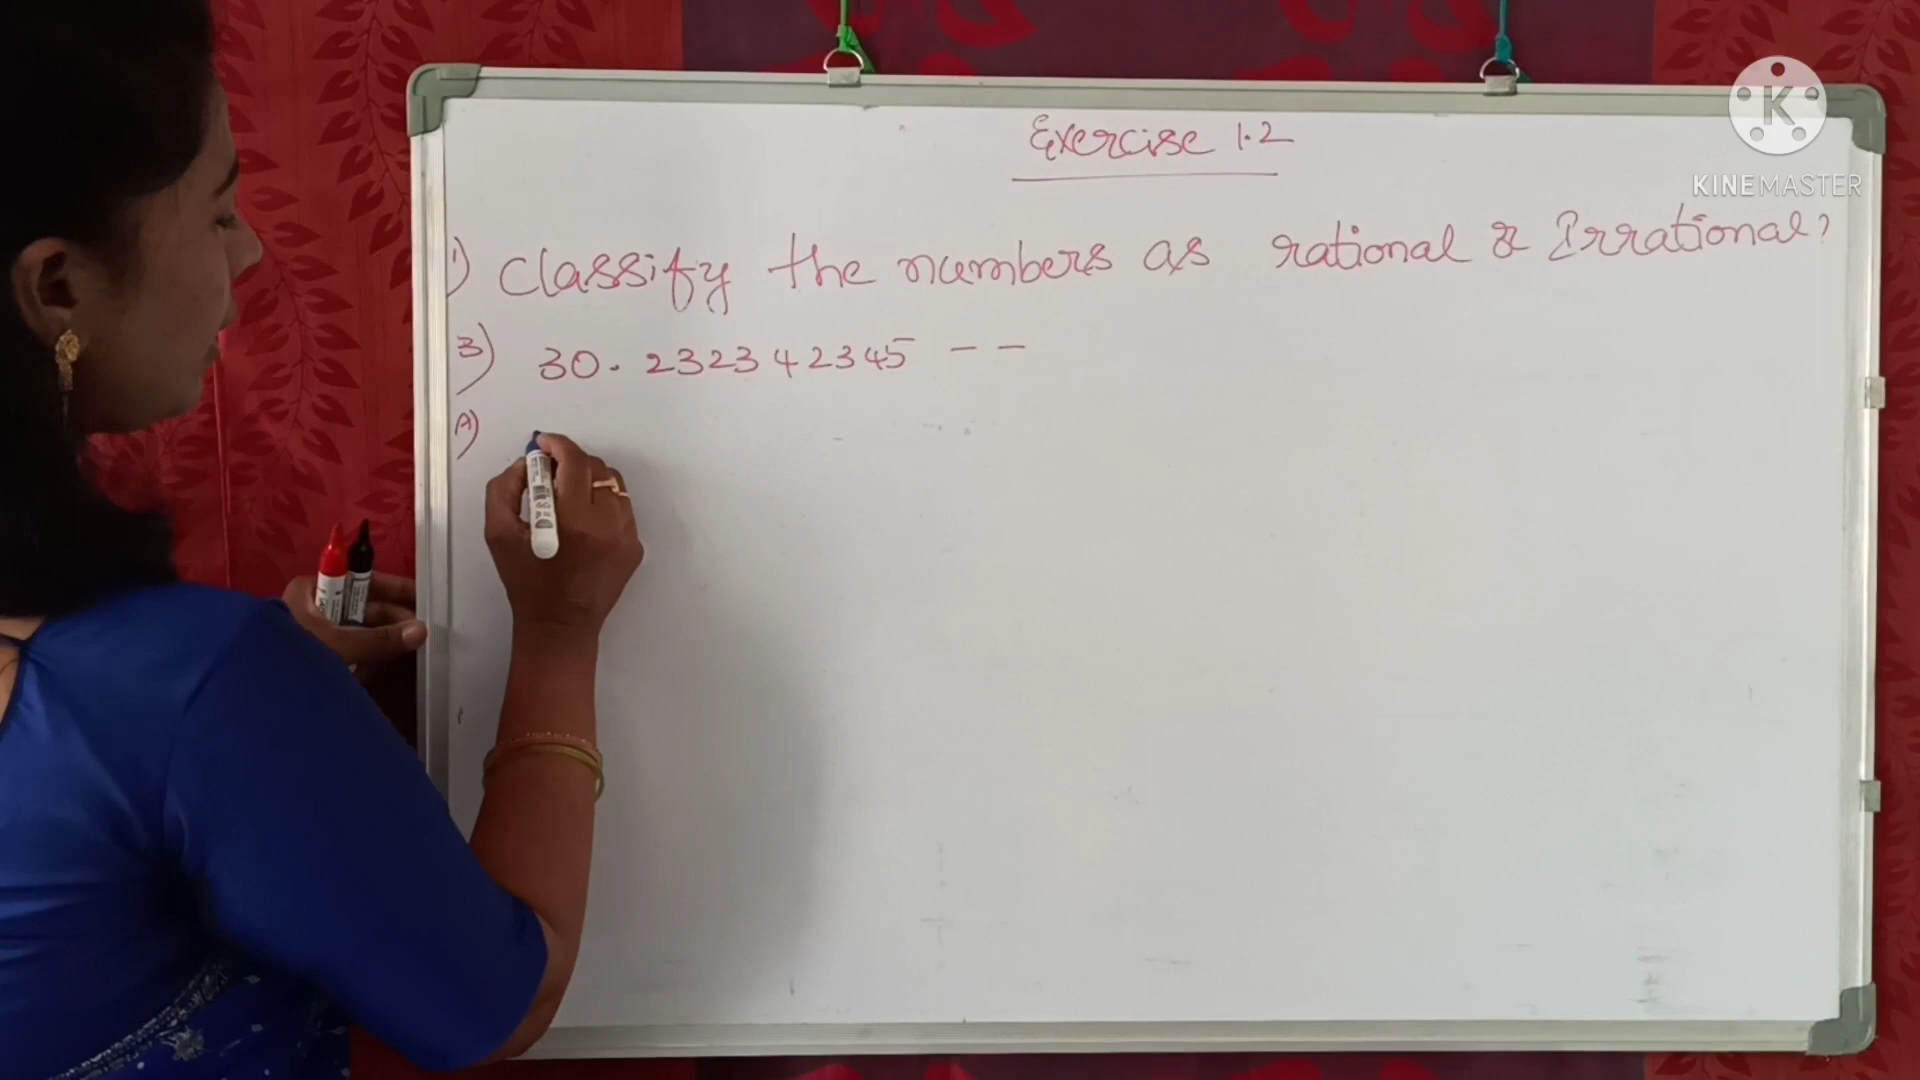 Exercise 1.2
KINEMASTER
1) Classify the numbers as rational & Irrational?
3) 30.232342345 - -
A)